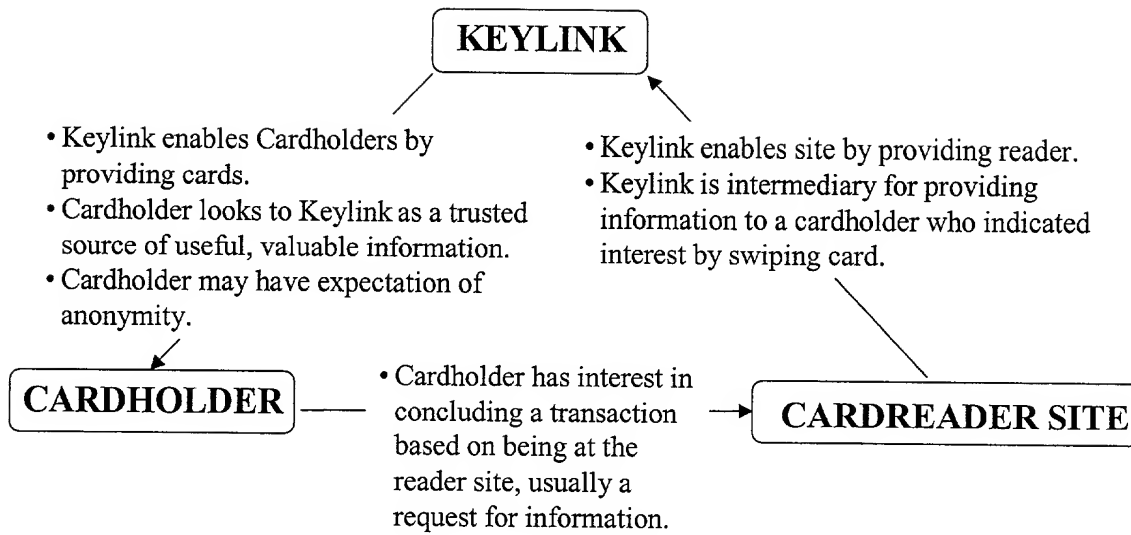 KEYLINK
• Keylink enables Cardholders by
providing cards.
• Cardholder looks to Keylink as a trusted
source of useful, valuable information.
• Cardholder may have expectation of
anonymity.
• Keylink enables site by providing reader.
• Keylink is intermediary for providing
information to a cardholder who indicated
interest by swiping card.
CARDHOLDER
• Cardholder has interest in
concluding a transaction
based on being at the
reader site, usually a
request for information.
CARDREADER SITE